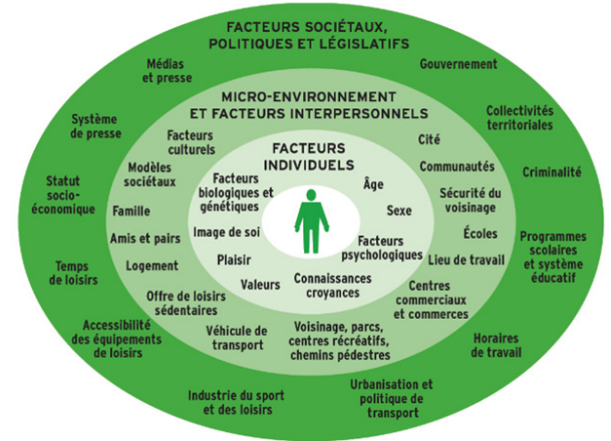 FACTEURS SOCIÉTAUX,
POLITIQUES ET LÉGISLATIFS
Médias
et presse
Gouvernement
Système
de presse
Collectivités
territoriales
Statut
socio-
économique
Criminalité
Temps
de loisirs
Programmes
scolaires
et système
éducatif
Accessibilité
des équipements
de loisirs
Horaires
de travail
Industrie du sport
et des loisirs
Urbanisation et
politique de
transport
MICRO-ENVIRONNEMENT
ET FACTEURS INTERPERSONNELS
Facteurs
culturels
Cité
Modèles
sociétaux
Communautés
Famille
Sécurité du
voisinage
Amis et pairs
Écoles
Logement
Lieu de travail
Offre de loisirs
sédentaires
Centres
commerciaux
et commerces
Véhicule de
transport
Voisinage, parcs,
centres récréatifs,
chemins pédestres
FACTEURS
INDIVIDUELS
Facteurs
biologiques et
génétiques
Âge
Sexe
Image de soi
Facteurs
psychologiques
Plaisir
Valeurs
Connaissances
croyances